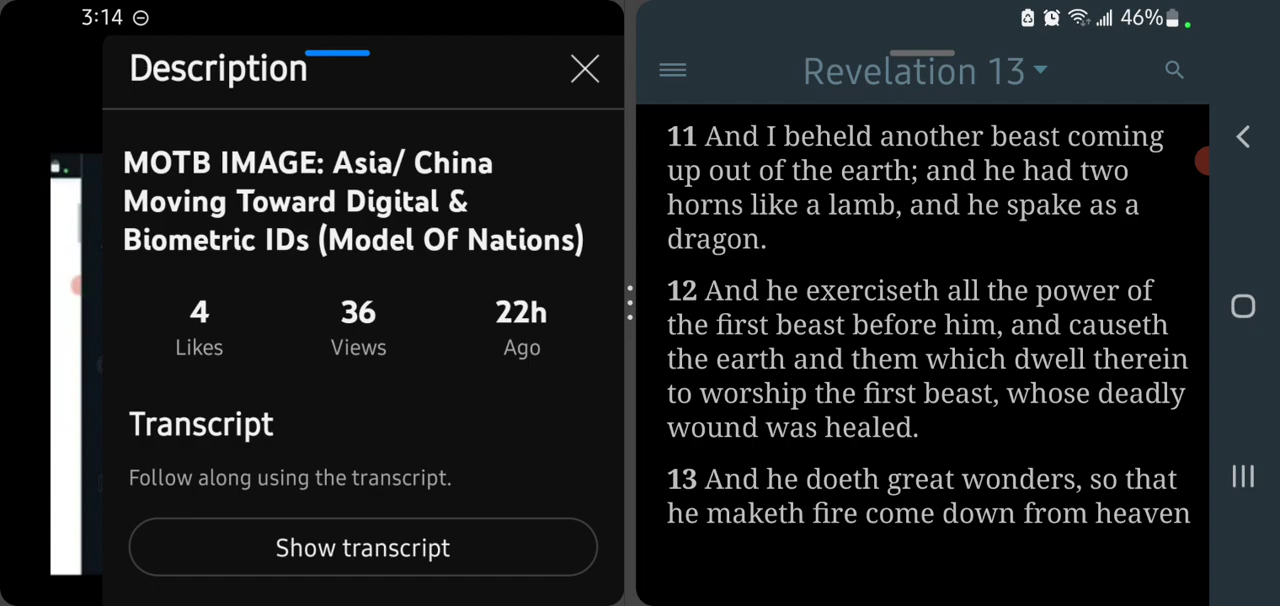 3:14
Description
MOTB IMAGE: Asia/ China
Moving Toward Digital &
Biometric IDs (Model Of Nations)
4 36 22h
Likes Views Ago
Transcript
Follow along using the transcript.
Show transcript
46%
Revelation 13
11 And I beheld another beast coming
up out of the earth; and he had two
horns like a lamb, and he spake as a
dragon.
12 And he exerciseth all the power of
the first beast before him, and causeth
the earth and them which dwell therein
to worship the first beast, whose deadly
wound was healed.
13 And he doeth great wonders, so that
he maketh fire come down from heaven